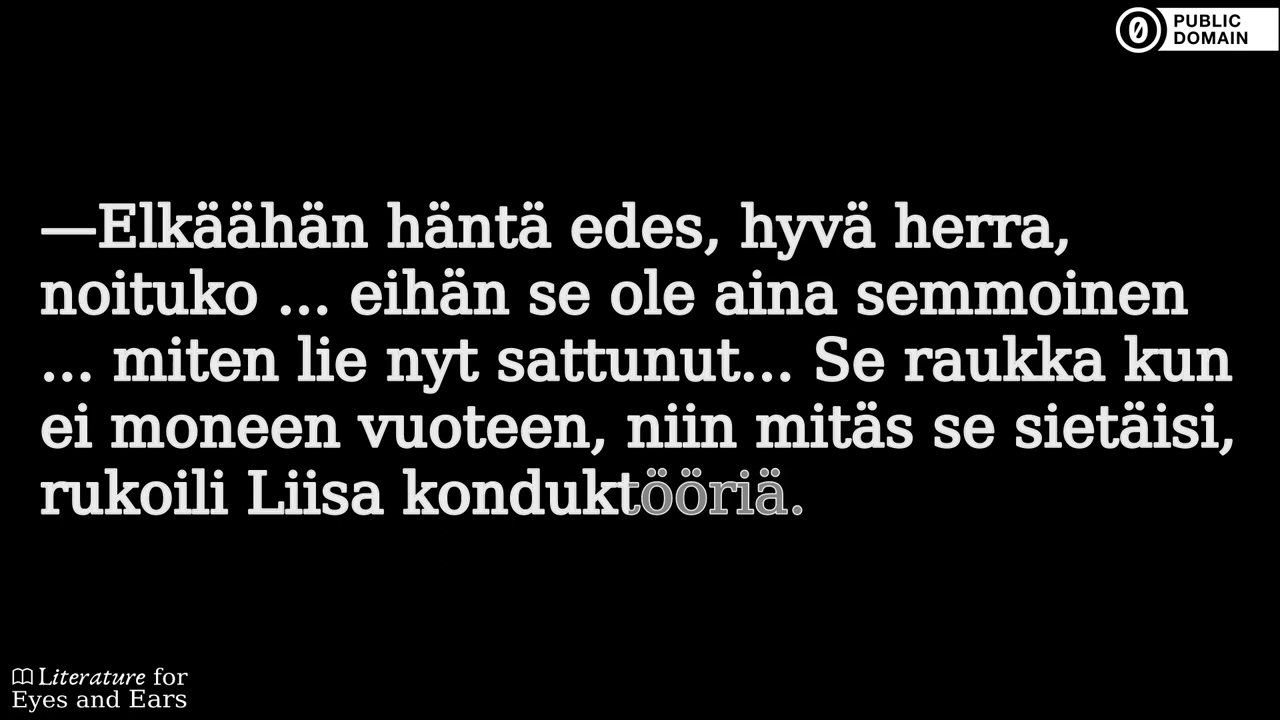 PUBLIC
DOMAIN
—Elkäähän häntä edes, hyvä herra,
noituko ... eihän se ole aina semmoinen
... miten lie nyt sattunut... Se raukka kun
ei moneen vuoteen, niin mitäs se sietäisi,
rukoili Liisa konduktööriä.
Literature for
Eyes and Ears